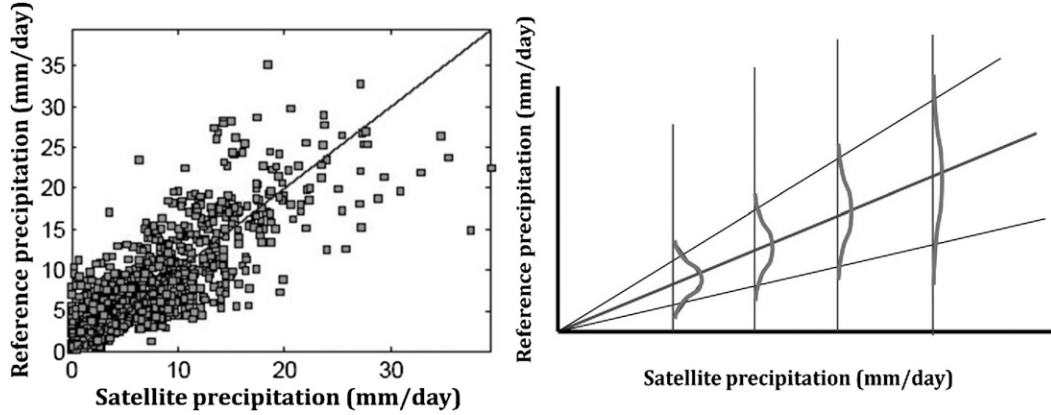 Reference precipitation (mm/day)
35
30
25
20
15
10
5
0
0 10 20 30
Satellite precipitation (mm/day)
Reference precipitation (mm/day)
Satellite precipitation (mm/day)